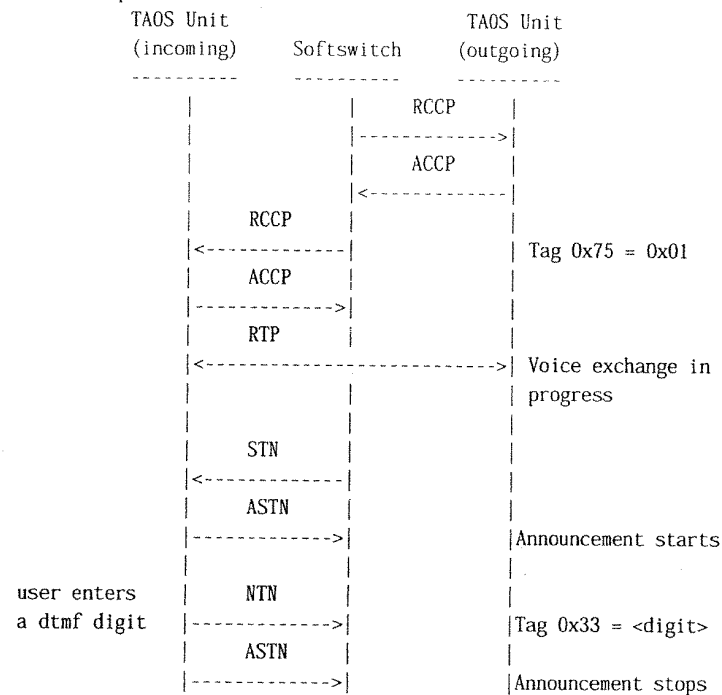 TAOS Unit TAOS Unit
(incoming) Softswitch (outgoing)
---------- ---------- ----------
| | RCCP |
| |------------->|
| | ACCP |
| |<-------------|
| RCCP | |
|<-------------| | Tag 0x75 = 0x01
| ACCP | |
|------------->| |
| RTP | |
|<---------------------------->| Voice exchange in
| | | progress
| STN | |
|<-------------| |
| ASTN | |
|------------->| |Announcement starts
user enters | NTN | |
a dtmf digit |------------->| |Tag 0x33 = <digit>
| ASTN | |
|------------->| |Announcement stops